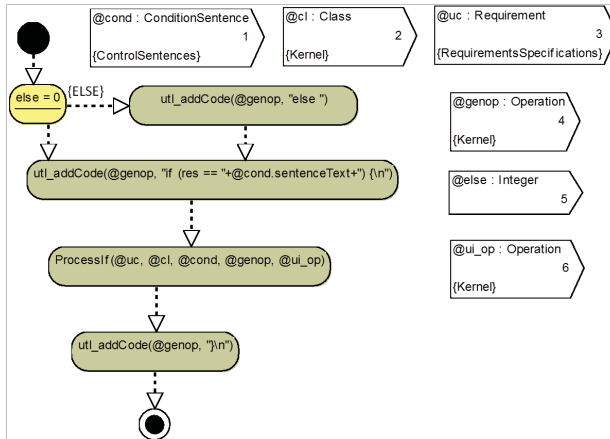 @cond : ConditionSentence
1
{ControlSentences}
@cl : Class
2
{Kernel}
@uc : Requirement
3
{RequirementsSpecifications}
else = 0
{ELSE}
utl_addCode(@genop, "else ")
@genop : Operation
4
{Kernel}
utl_addCode(@genop, "if (res == "+@cond.sentenceText+") {\n")
@else : Integer
5
ProcessIf(@uc, @cl, @cond, @genop, @ui_op)
@ui_op : Operation
6
{Kernel}
utl_addCode(@genop, "}\n")